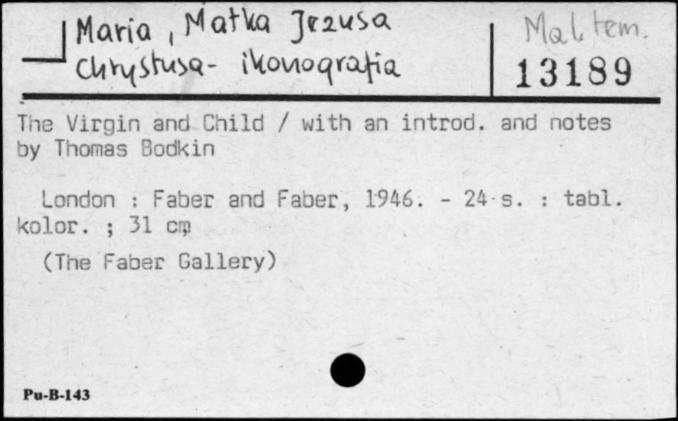 Maria, Matka Jezusa
Mal. tem.
Chrystusa - ikonografia
13189
The Virgin and Child / with an introd. and notes
by Thomas Bodkin
London : Faber and Faber, 1946. - 24 s. : tabl.
kolor. ; 31 cm
(The Faber Gallery)
Pu-B-143